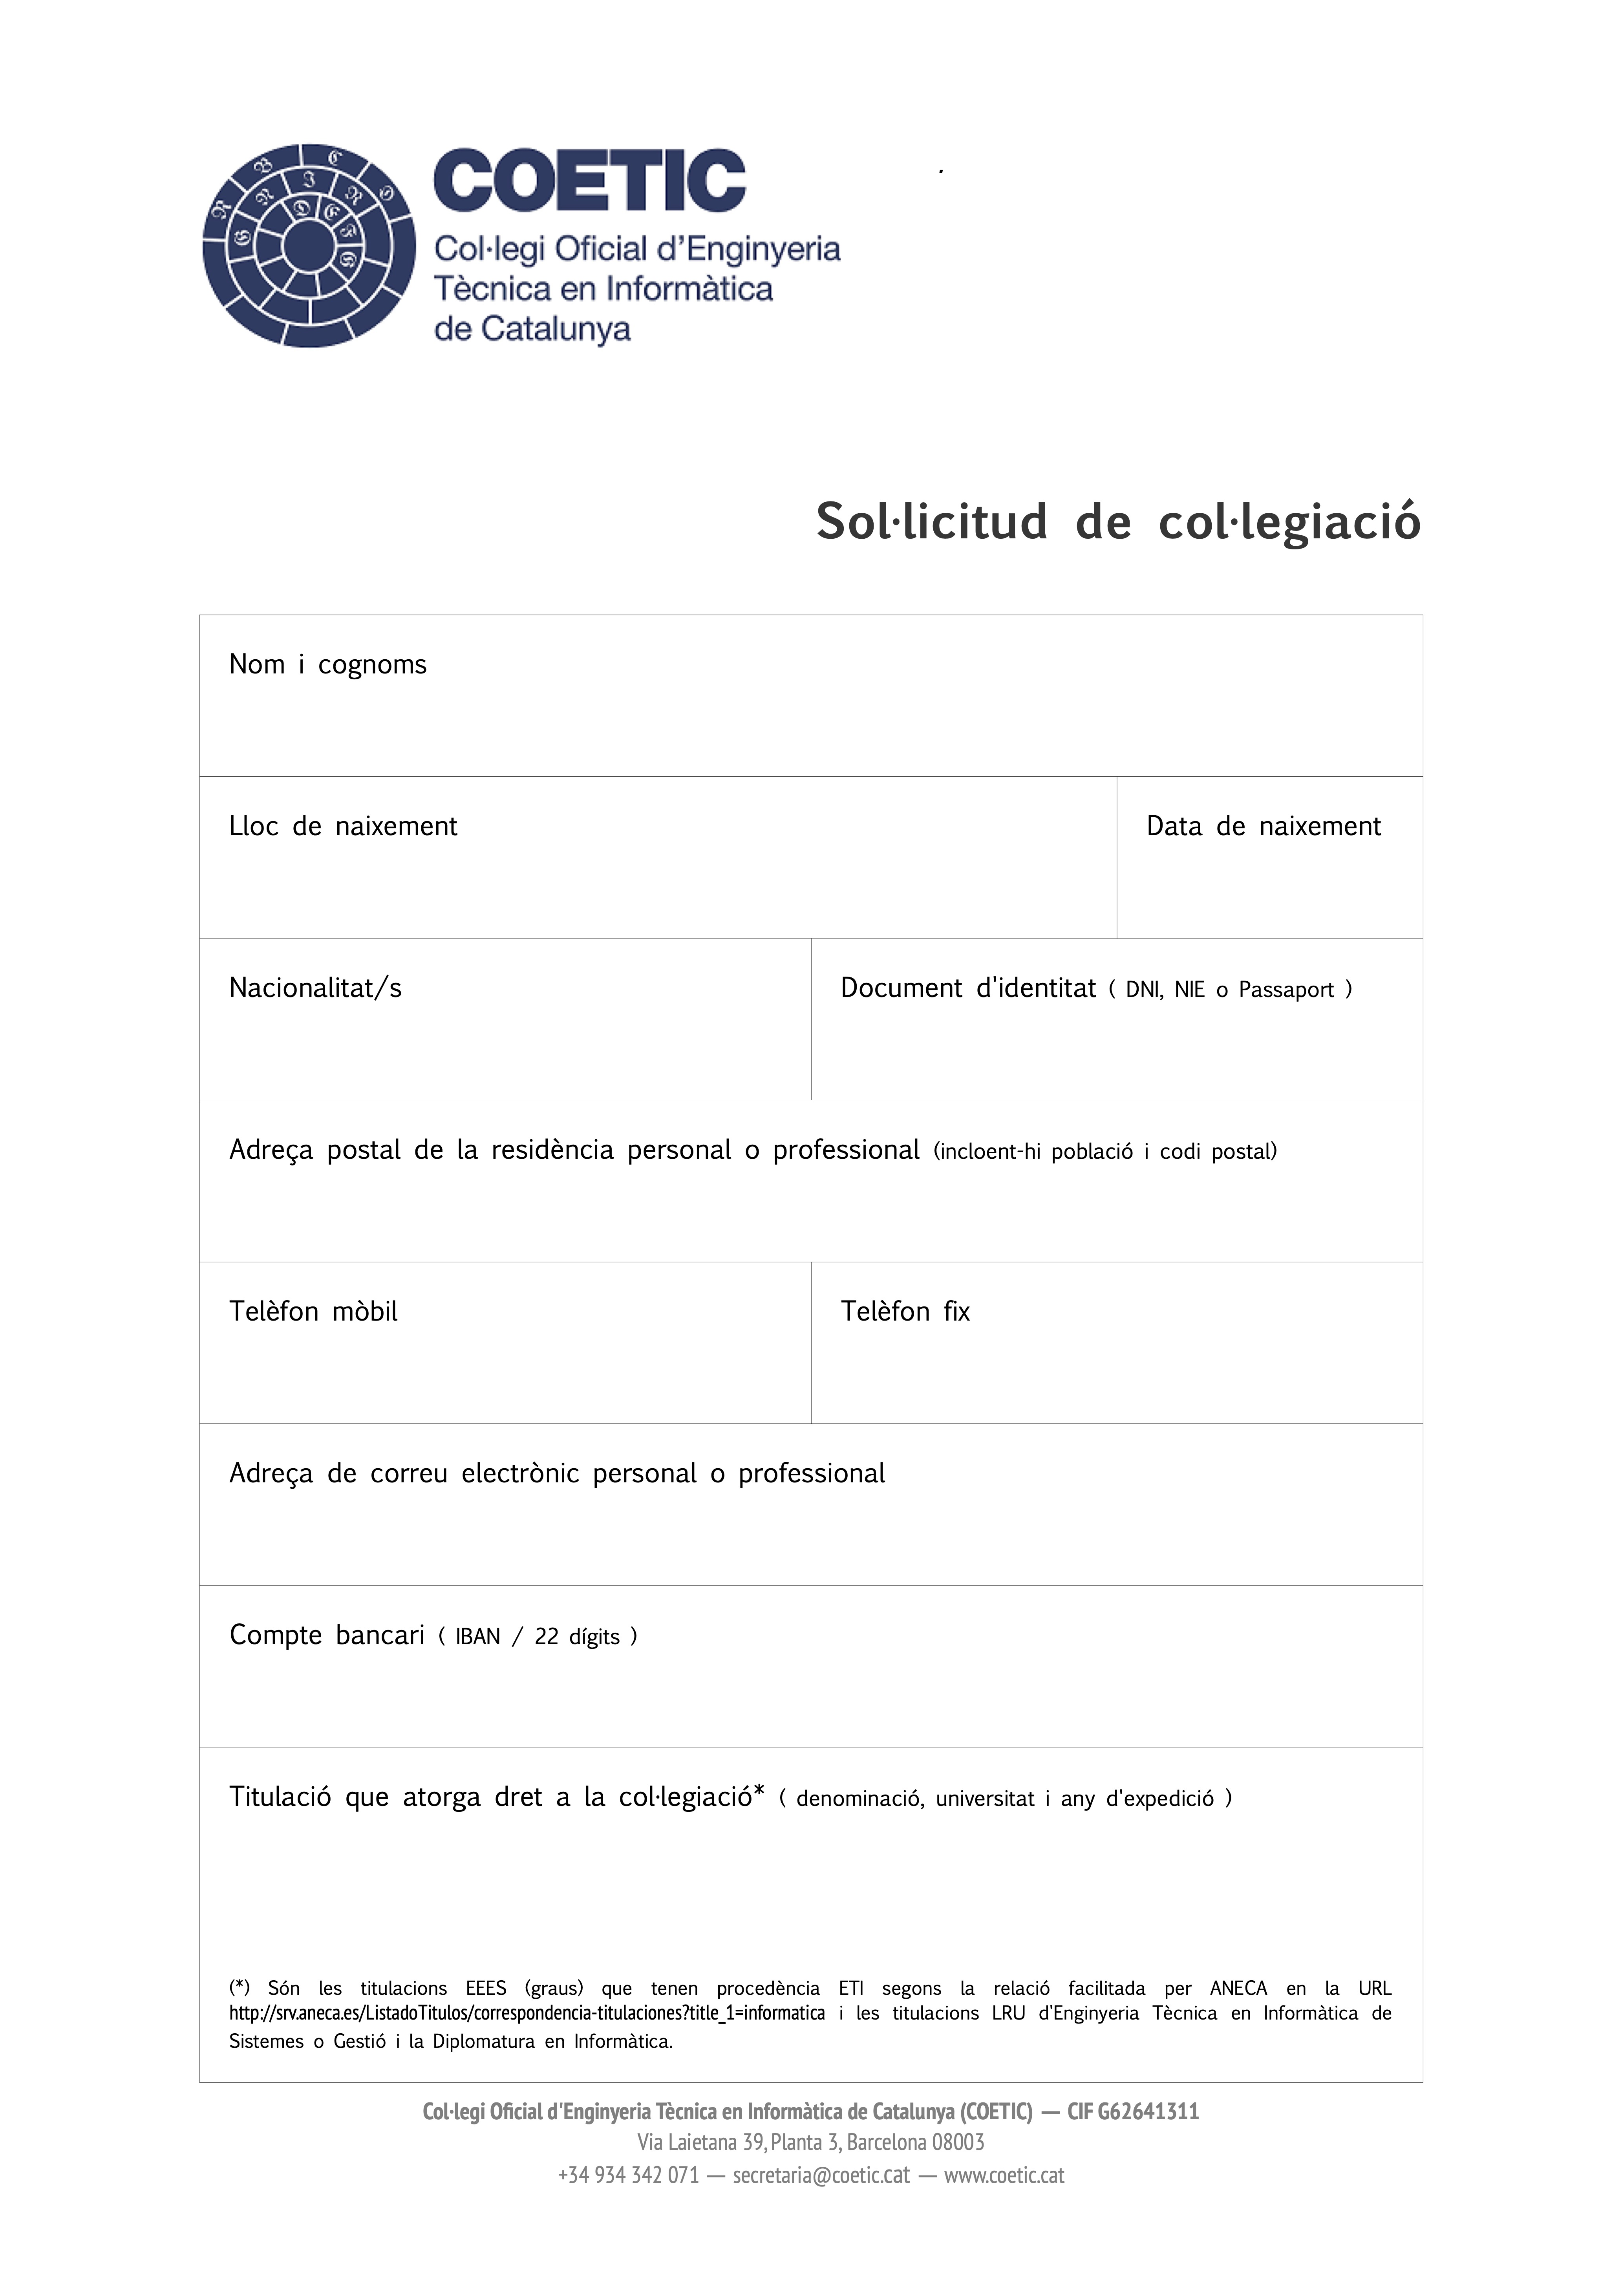 COETIC
Col·legi Oficial d'Enginyeria
Tècnica en Informàtica
de Catalunya
Sol·licitud de col·legiació
Nom i cognoms
Lloc de naixement
Data de naixement
Nacionalitat/s
Document d'identitat ( DNI, NIE o Passaport )
Adreça postal de la residència personal o professional (incloent-hi població i codi postal)
Telèfon mòbil
Telèfon fix
Adreça de correu electrònic personal o professional
Compte bancari ( IBAN / 22 dígits )
Titulació que atorga dret a la col·legiació* ( denominació, universitat i any d'expedició )
(*) Són les titulacions EEES (graus) que tenen procedència ETI segons la relació facilitada per ANECA en la URL
http://srv.aneca.es/ListadoTitulos/correspondencia-titulaciones?title_1=informatica i les titulacions LRU d'Enginyeria Tècnica en Informàtica de
Sistemes o Gestió i la Diplomatura en Informàtica.
Col·legi Oficial d'Enginyeria Tècnica en Informàtica de Catalunya (COETIC) — CIF G62641311
Via Laietana 39, Planta 3, Barcelona 08003
+34 934 342 071 — secretaria@coetic.cat — www.coetic.cat